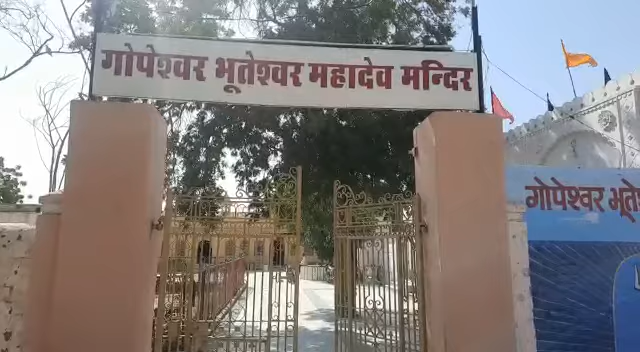 गोपेश्वर भूतेश्वर महादेव मन्दिर
गोपेश्वर